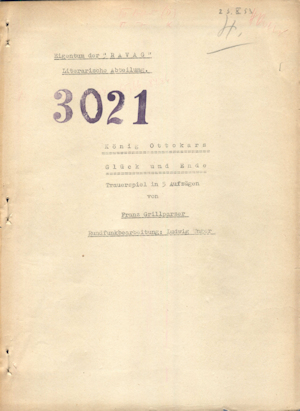 Eigentum der "RAVAG"
Literarische Abteilung.
3021
König Ottokars
Glück und Ende
Trauerspiel in 5 Aufzügen
von
Franz Grillparzer
Rundfunkbearbeitung: Ludwig